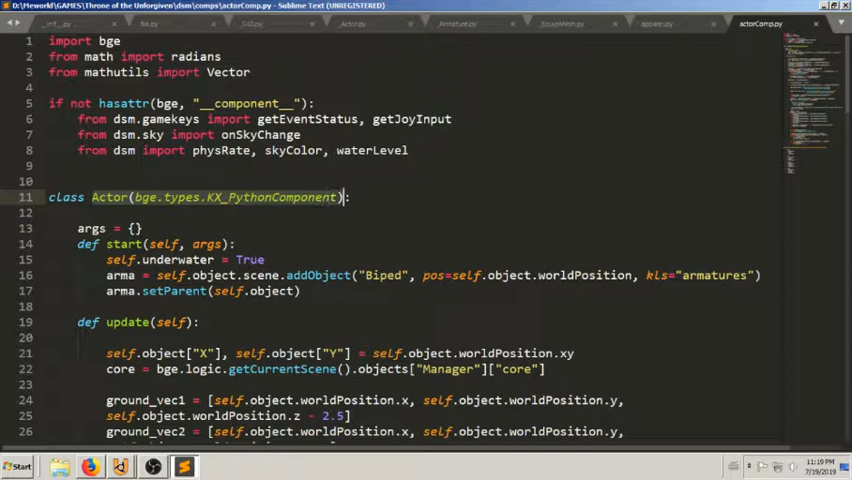 D:\Meworld\GAMES\Throne of the Unforgiven\dsm\comps\actorComp.py - Sublime Text (UNREGISTERED)
_Actor.py
_Armature.py
actorComp.py
1 import bge
2 from math import radians
3 from mathutils import Vector
4
5 if not hasattr(bge, "__component__"):
6 from dsm.gamekeys import getEventStatus, getJoyInput
7 from dsm.sky import onSkyChange
8 from dsm import physRate, skyColor, waterLevel
9
10
11 class Actor(bge.types.KX_PythonComponent):
12
13 args = {}
14 def start(self, args):
15 self.underwater = True
16 arma = self.object.scene.addObject("Biped", pos=self.object.worldPosition, kls="armatures")
17 arma.setParent(self.object)
18
19 def update(self):
20
21 self.object["X"], self.object["Y"] = self.object.worldPosition.xy
22 core = bge.logic.getCurrentScene().objects["Manager"]["core"]
23
24 ground_vec1 = [self.object.worldPosition.x, self.object.worldPosition.y,
25 self.object.worldPosition.z - 2.5]
26 ground_vec2 = [self.object.worldPosition.x, self.object.worldPosition.y,
Start
11:19 PM
7/19/2019